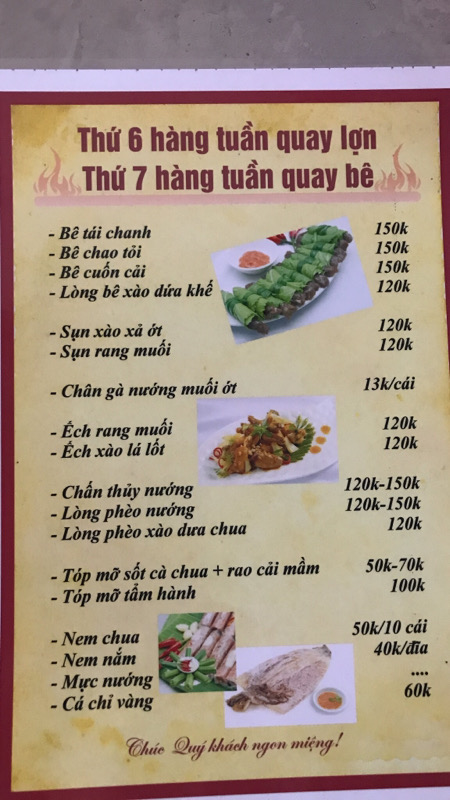 Thứ 6 hàng tuần quay lợn
Thứ 7 hàng tuần quay bê
- Bê tái chanh 150k
- Bê chao tỏi 150k
- Bê cuốn cải 150k
- Lòng bê xào dứa khế 120k
- Sụn xào xả ớt 120k
- Sụn rang muối 120k
- Chân gà nướng muối ớt 13k/cái
- Ếch rang muối 120k
- Ếch xào lá lốt 120k
- Chấn thủy nướng 120k-150k
- Lòng phèo nướng 120k-150k
- Lòng phèo xào dưa chua 120k
- Tóp mỡ sốt cà chua + rao cải mầm 50k-70k
- Tóp mỡ tẩm hành 100k
- Nem chua 50k/10 cái
- Nem nắm 40k/đĩa
- Mực nướng ....
- Cá chỉ vàng 60k
Chúc Quý khách ngon miệng!